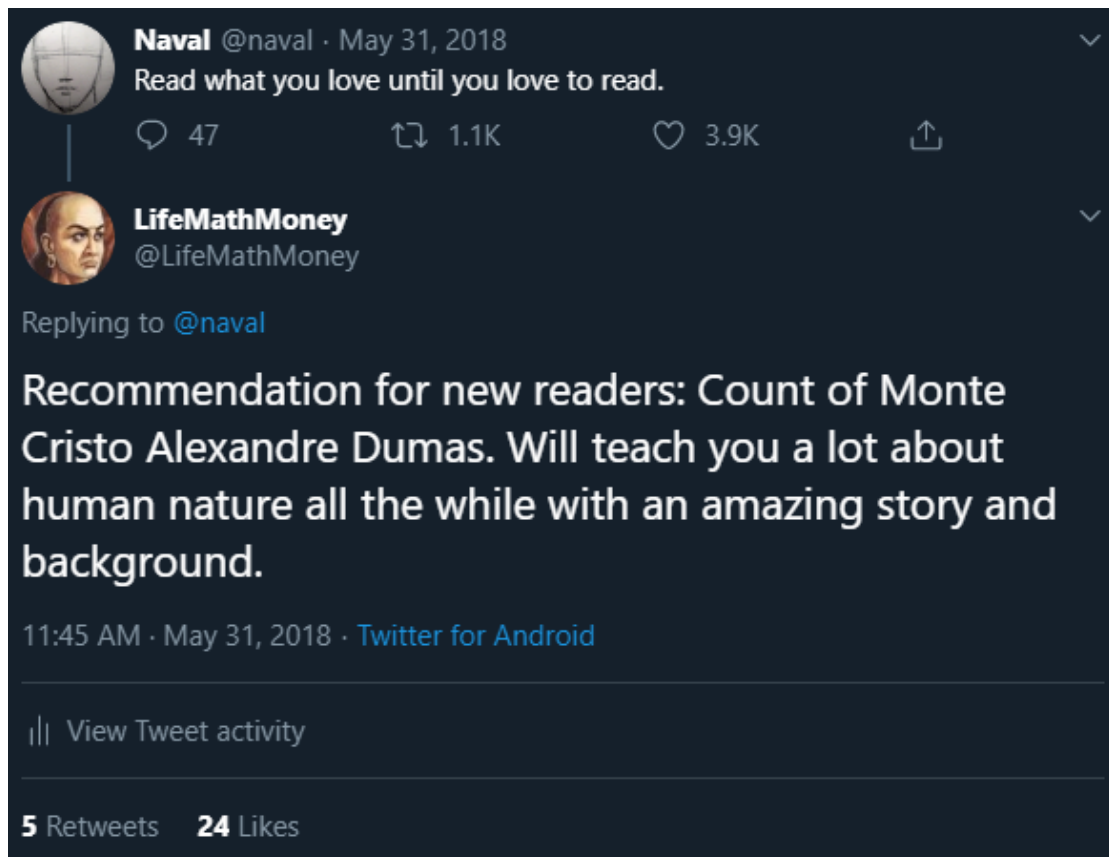 Naval @naval · May 31, 2018
Read what you love until you love to read.
47 1.1K 3.9K
LifeMathMoney
@LifeMathMoney
Replying to @naval
Recommendation for new readers: Count of Monte
Cristo Alexandre Dumas. Will teach you a lot about
human nature all the while with an amazing story and
background.
11:45 AM · May 31, 2018 · Twitter for Android
View Tweet activity
5 Retweets 24 Likes